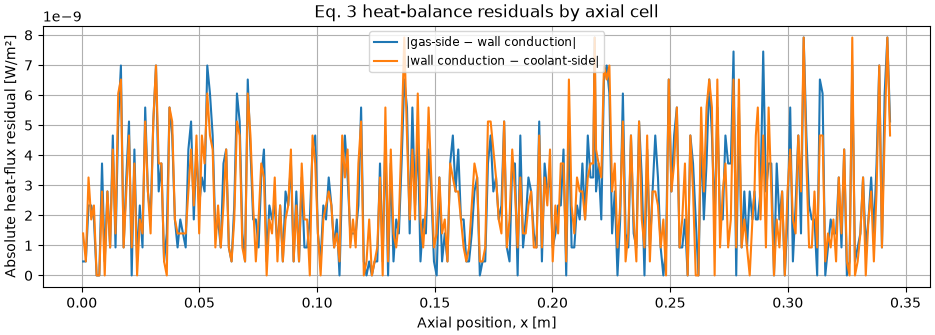 Eq. 3 heat-balance residuals by axial cell
1e−9
Absolute heat-flux residual [W/m²]
8
7
6
5
4
3
2
1
0
|gas-side − wall conduction|
|wall conduction − coolant-side|
0.00 0.05 0.10 0.15 0.20 0.25 0.30 0.35
Axial position, x [m]